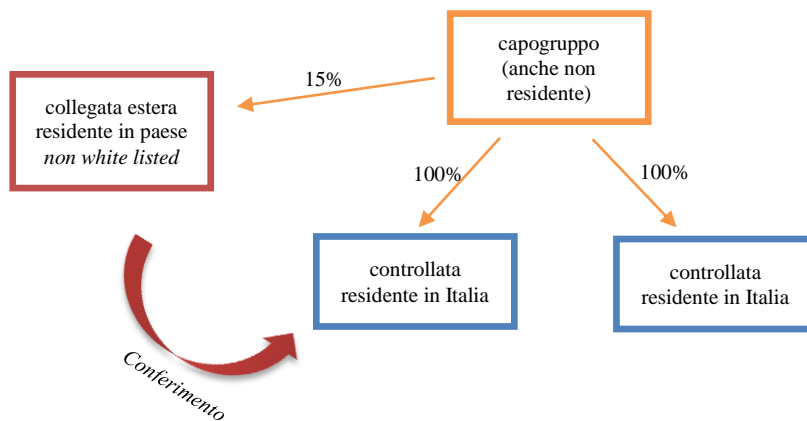 capogruppo
(anche non
residente)
15%
collegata estera
residente in paese
non white listed
100%
100%
controllata
residente in Italia
controllata
residente in Italia
Conferimento